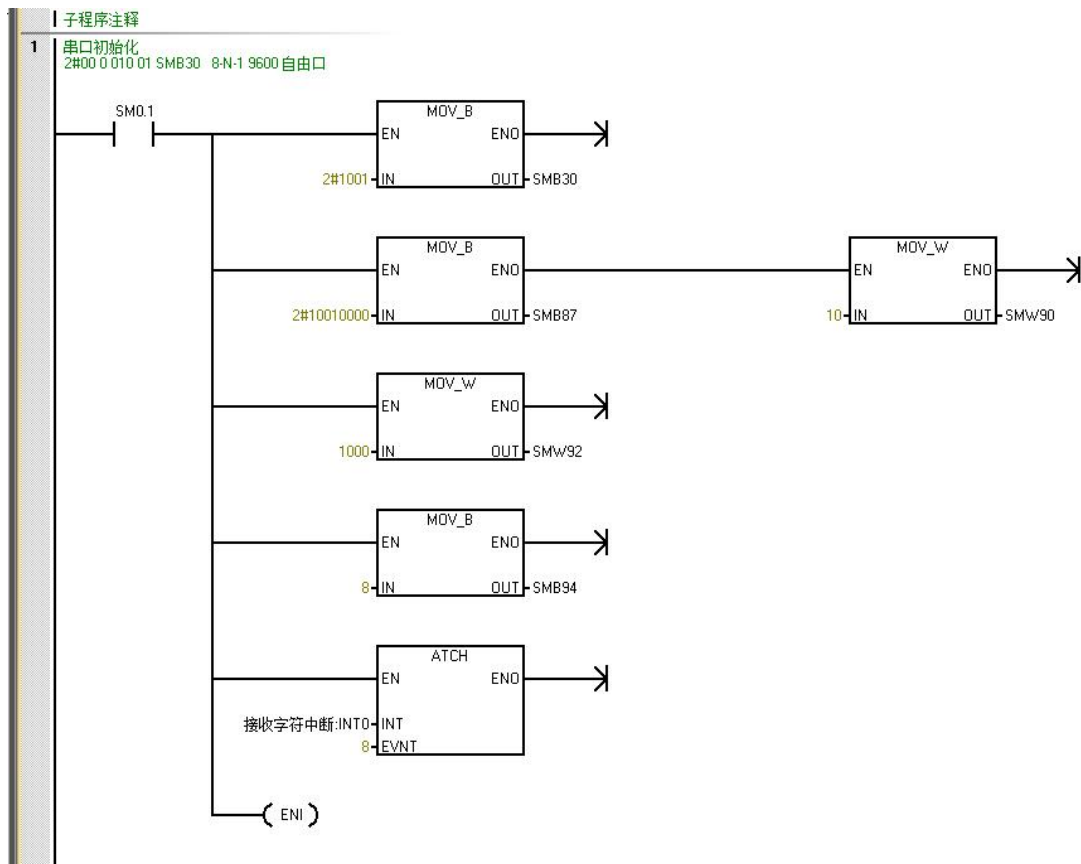 子程序注释
1
串口初始化
2#00 0 010 01 SMB30 8-N-1 9600 自由口
SM0.1
MOV_B
EN ENO
2#1001 IN OUT SMB30
MOV_B MOV_W
EN ENO EN ENO
2#10010000 IN OUT SMB87 10 IN OUT SMW90
MOV_W
EN ENO
1000 IN OUT SMW92
MOV_B
EN ENO
8 IN OUT SMB94
ATCH
EN ENO
接收字符中断:INT0 INT
8 EVNT
ENI